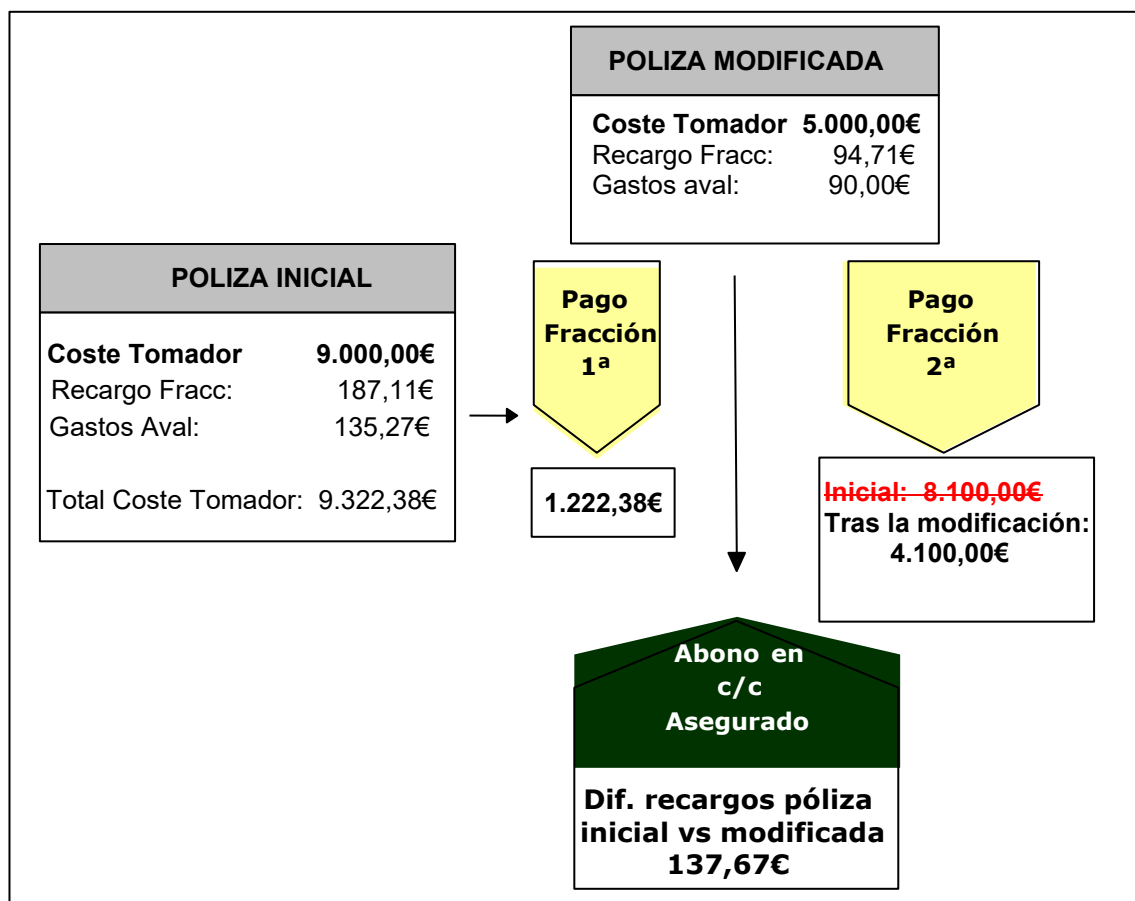 POLIZA MODIFICADA
Coste Tomador 5.000,00€
Recargo Fracc: 94,71€
Gastos aval: 90,00€
POLIZA INICIAL
Coste Tomador 9.000,00€
Recargo Fracc: 187,11€
Gastos Aval: 135,27€
Total Coste Tomador: 9.322,38€
Pago
Fracción
1ª
1.222,38€
Pago
Fracción
2ª
Inicial: 8.100,00€
Tras la modificación:
4.100,00€
Abono en
c/c
Asegurado
Dif. recargos póliza
inicial vs modificada
137,67€